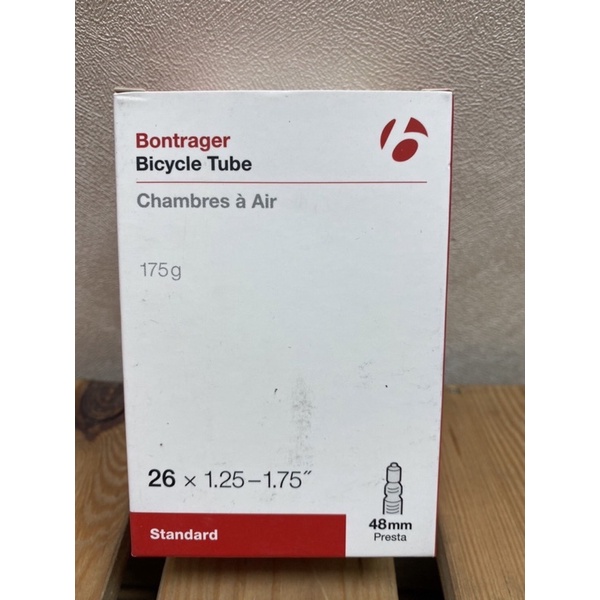 Bontrager
Bicycle Tube
Chambres à Air
175g
26 × 1.25–1.75″
48mm
Presta
Standard